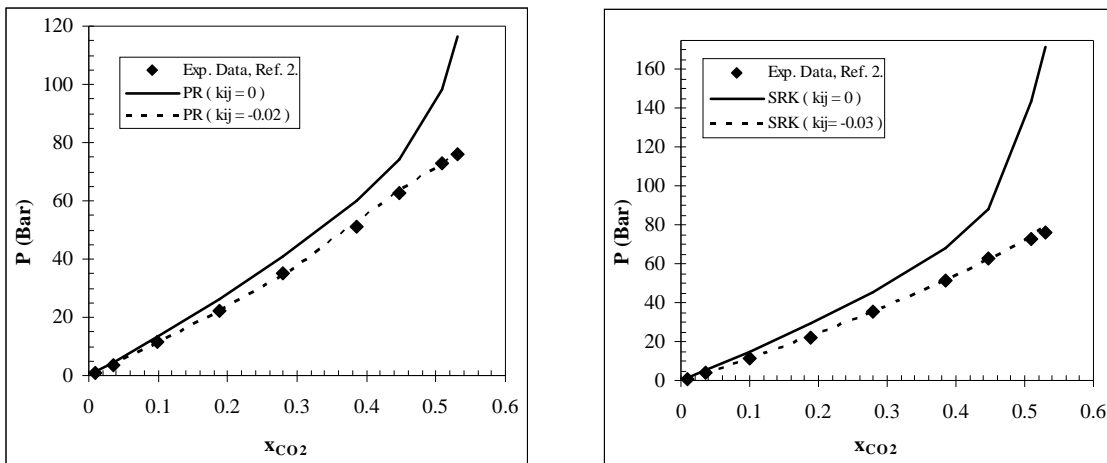 120
100
80
60
40
20
0
P (Bar)
Exp. Data, Ref. 2.
PR ( kij = 0 )
PR ( kij = -0.02 )
0 0.1 0.2 0.3 0.4 0.5 0.6
xCO2
160
140
120
100
80
60
40
20
0
P (Bar)
Exp. Data, Ref. 2.
SRK ( kij = 0 )
SRK ( kij= -0.03 )
0 0.1 0.2 0.3 0.4 0.5 0.6
xCO2